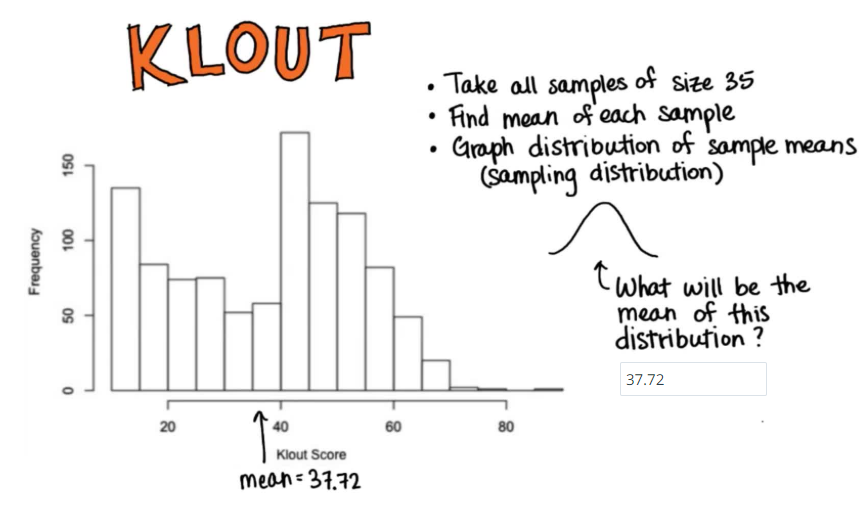 KLOUT
• Take all samples of size 35
• Find mean of each sample
• Graph distribution of sample means
(sampling distribution)
What will be the
mean of this
distribution?
37.72
Frequency
150
100
50
0
20 40 60 80
Klout Score
mean = 37.72